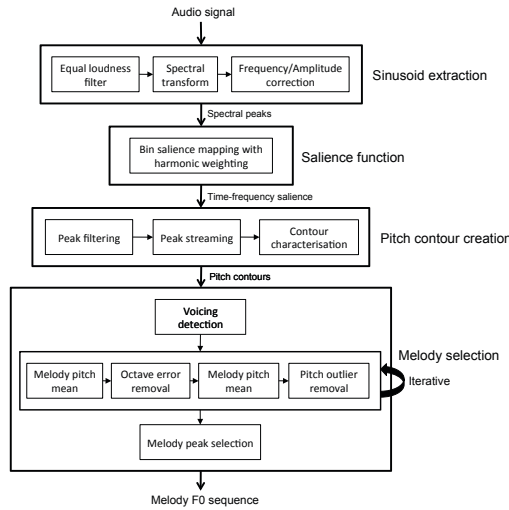 Audio signal
Equal loudness
filter
Spectral
transform
Frequency/Amplitude
correction
Sinusoid extraction
Spectral peaks
Bin salience mapping with
harmonic weighting
Salience function
Time-frequency salience
Peak filtering
Peak streaming
Contour
characterisation
Pitch contour creation
Pitch contours
Voicing
detection
Melody selection
Melody pitch
mean
Octave error
removal
Melody pitch
mean
Pitch outlier
removal
Iterative
Melody peak selection
Melody F0 sequence